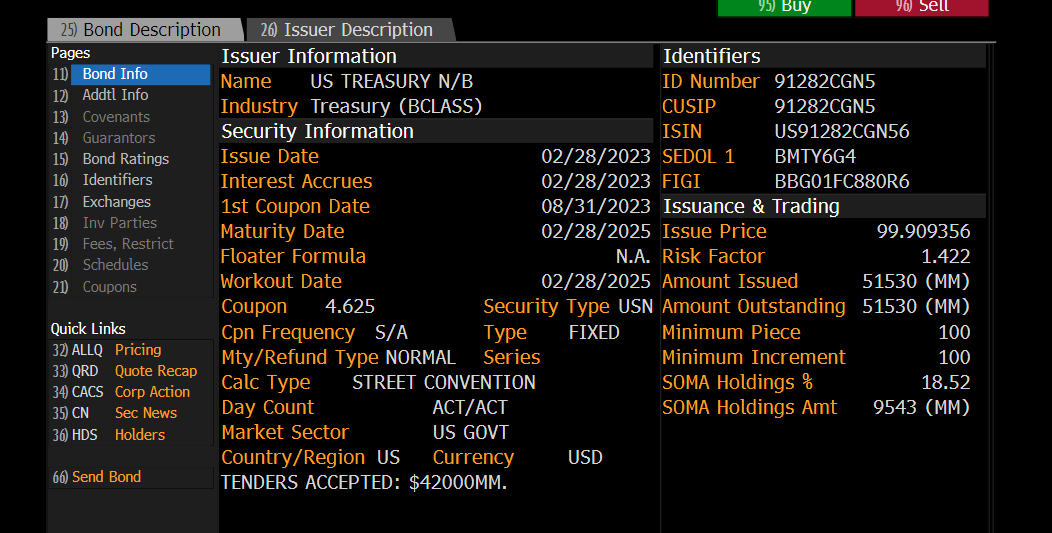 95) Buy 96) Sell
25) Bond Description 26) Issuer Description
Pages
11) Bond Info
12) Addtl Info
13) Covenants
14) Guarantors
15) Bond Ratings
16) Identifiers
17) Exchanges
18) Inv Parties
19) Fees, Restrict
20) Schedules
21) Coupons
Quick Links
32) ALLQ Pricing
33) QRD Quote Recap
34) CACS Corp Action
35) CN Sec News
36) HDS Holders
66) Send Bond
Issuer Information
Name US TREASURY N/B
Industry Treasury (BCLASS)
Security Information
Issue Date 02/28/2023
Interest Accrues 02/28/2023
1st Coupon Date 08/31/2023
Maturity Date 02/28/2025
Floater Formula N.A.
Workout Date 02/28/2025
Coupon 4.625 Security Type USN
Cpn Frequency S/A Type FIXED
Mty/Refund Type NORMAL Series
Calc Type STREET CONVENTION
Day Count ACT/ACT
Market Sector US GOVT
Country/Region US Currency USD
TENDERS ACCEPTED: $42000MM.
Identifiers
ID Number 91282CGN5
CUSIP 91282CGN5
ISIN US91282CGN56
SEDOL 1 BMTY6G4
FIGI BBG01FC880R6
Issuance & Trading
Issue Price 99.909356
Risk Factor 1.422
Amount Issued 51530 (MM)
Amount Outstanding 51530 (MM)
Minimum Piece 100
Minimum Increment 100
SOMA Holdings % 18.52
SOMA Holdings Amt 9543 (MM)